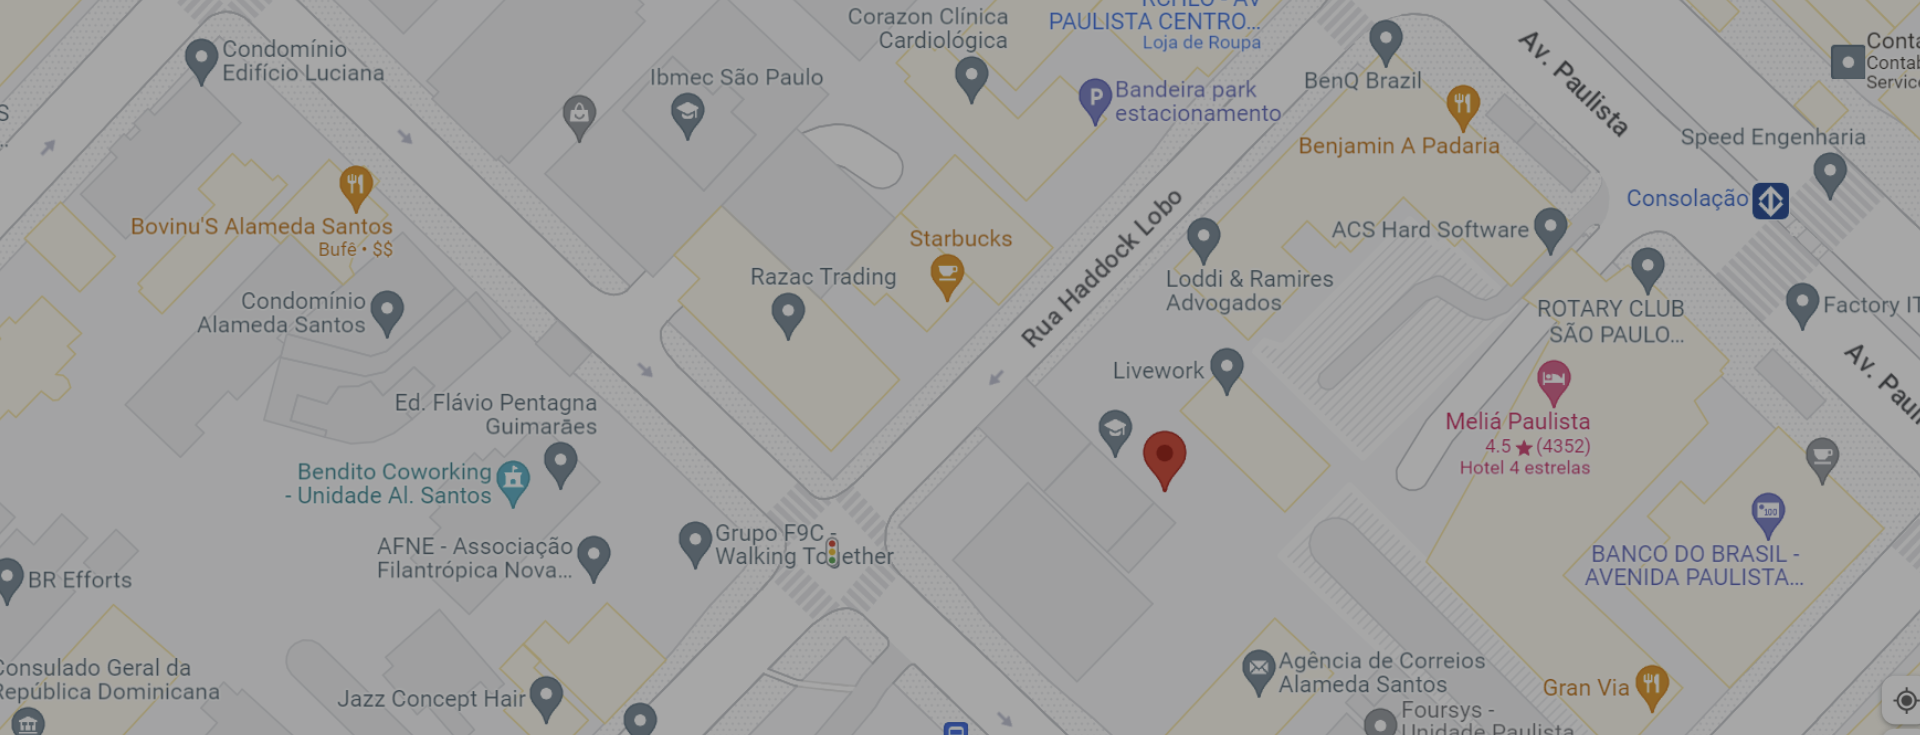 Condomínio
Edifício Luciana
S
...
Corazon Clínica
Cardiológica
RCHLO - AV
PAULISTA CENTRO...
Loja de Roupa
Ibmec São Paulo
P
Bandeira park
estacionamento
BenQ Brazil
Av. Paulista
Conta
Contab
Service
Benjamin A Padaria
Speed Engenharia
Consolação
Bovinu'S Alameda Santos
Bufê • $$
Condomínio
Alameda Santos
Razac Trading
Starbucks
Rua Haddock Lobo
Loddi & Ramires
Advogados
ACS Hard Software
ROTARY CLUB
SÃO PAULO...
Factory IT
Av. Paul
Livework
Meliá Paulista
4.5 ★ (4352)
Hotel 4 estrelas
Ed. Flávio Pentagna
Guimarães
Bendito Coworking
- Unidade Al. Santos
AFNE - Associação
Filantrópica Nova...
Grupo F9C -
Walking Together
100
BANCO DO BRASIL -
AVENIDA PAULISTA...
BR Efforts
Consulado Geral da
República Dominicana
Jazz Concept Hair
Agência de Correios
Alameda Santos
Gran Via
Foursys -
Unidade Paulista